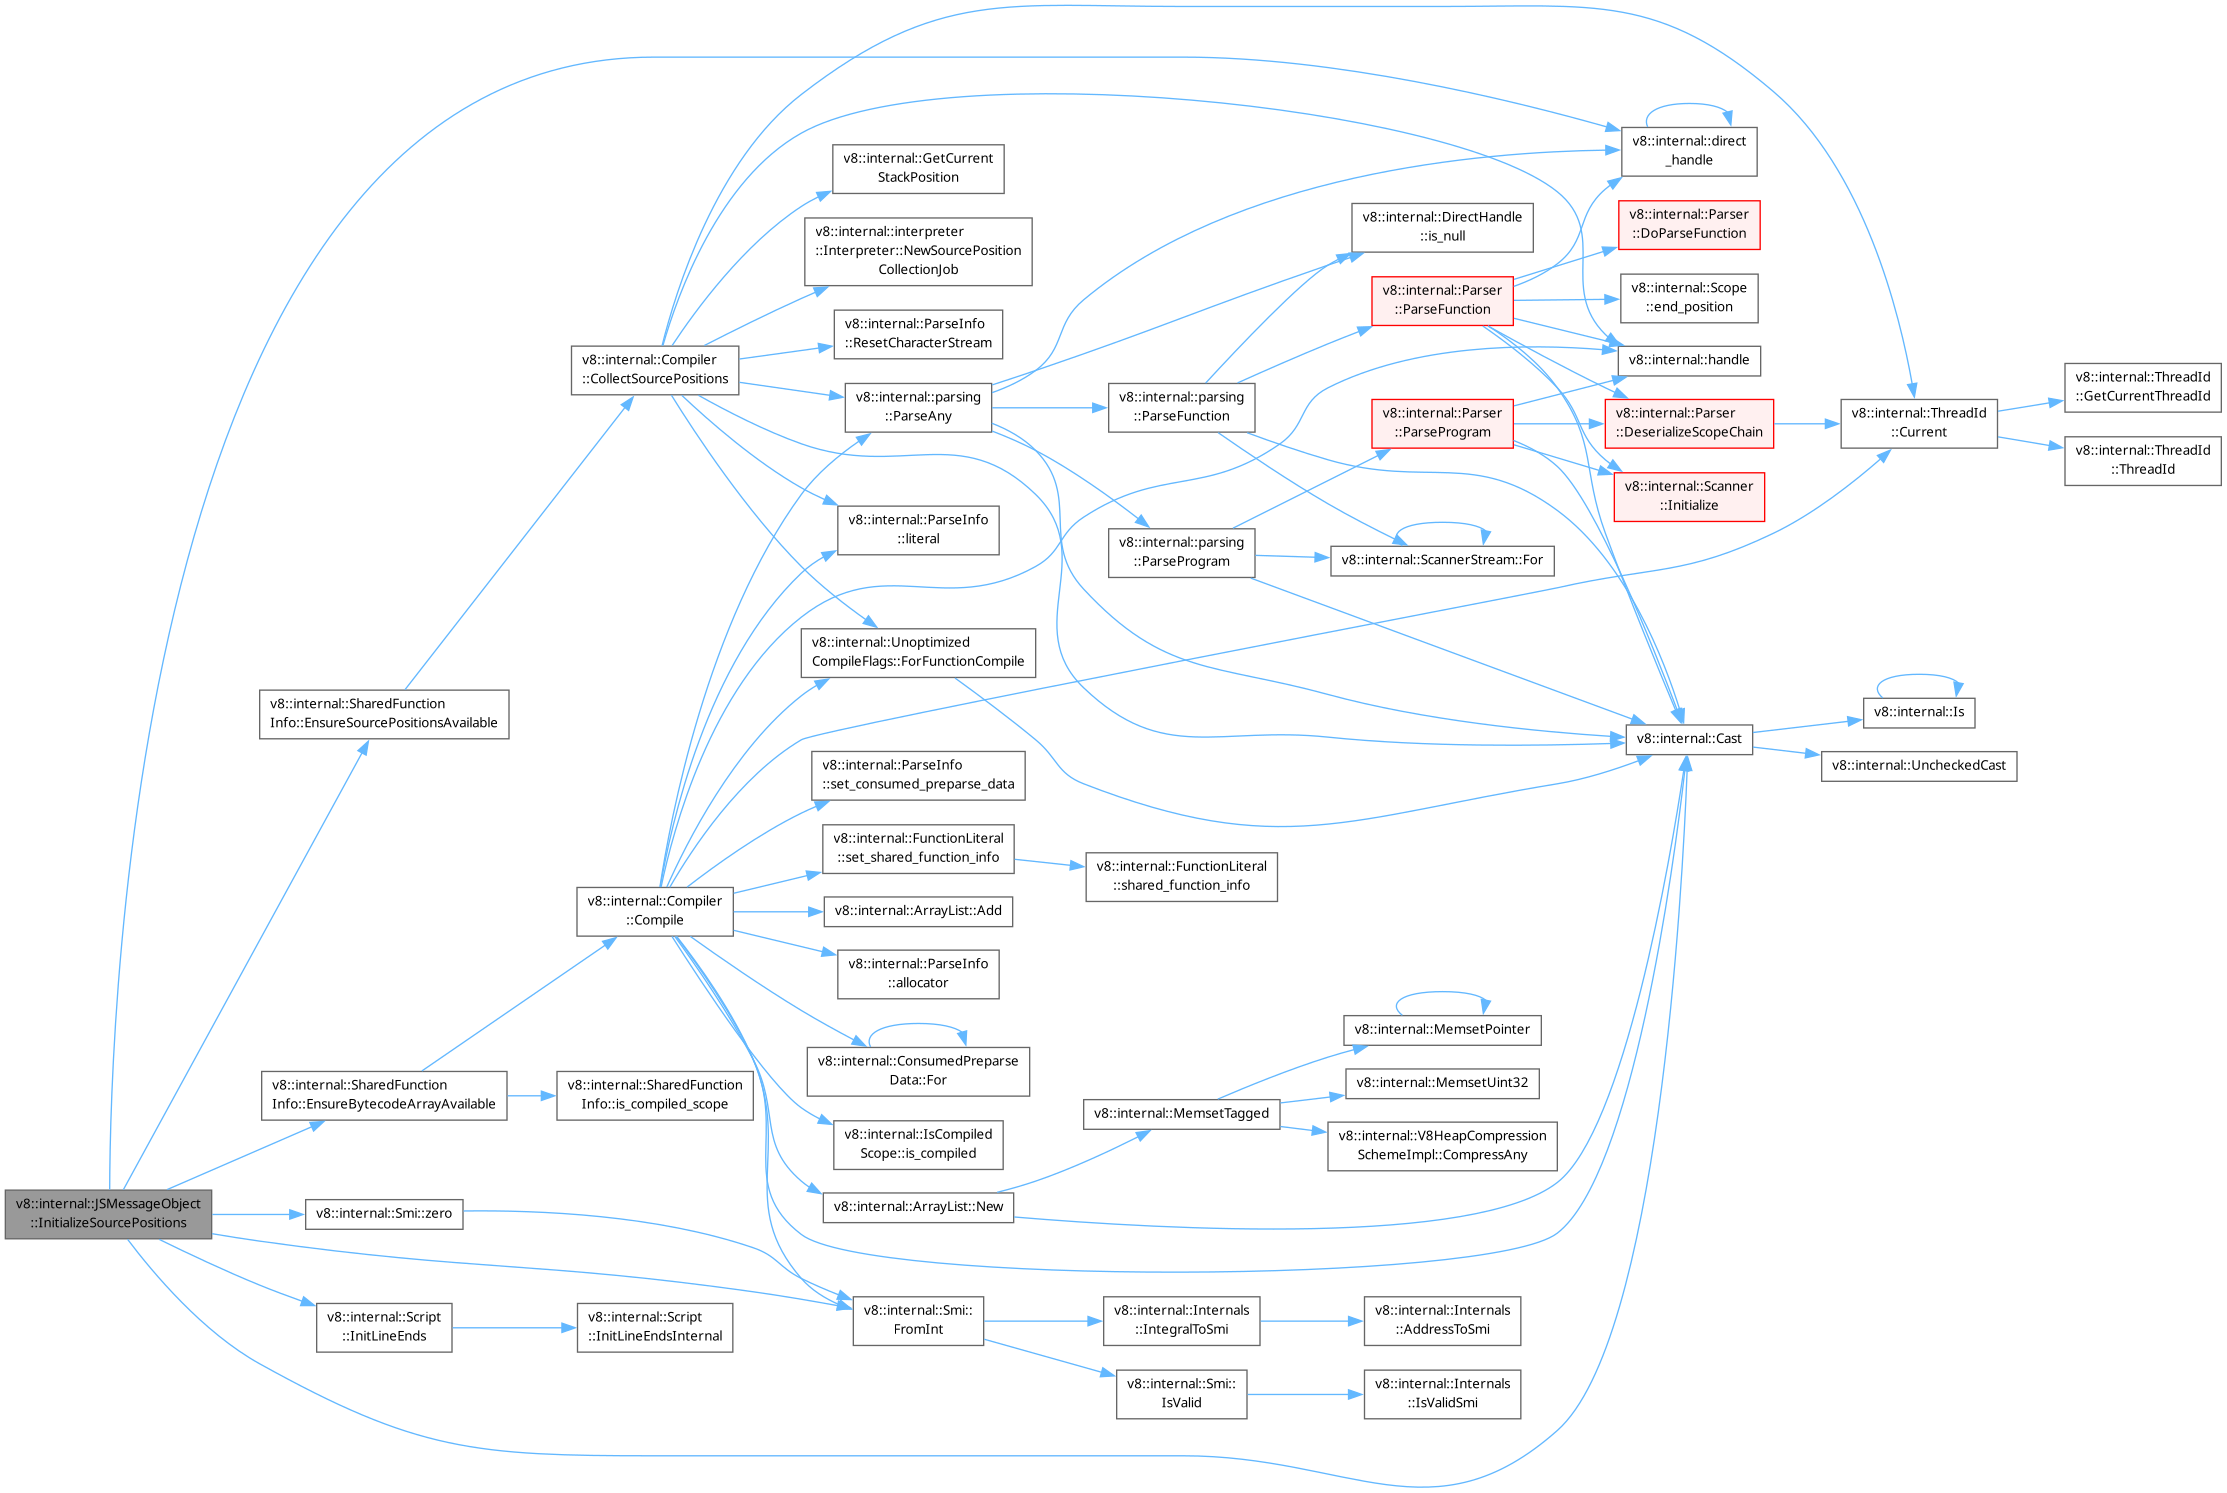 v8::internal::JSMessageObject
::InitializeSourcePositions
v8::internal::SharedFunction
Info::EnsureSourcePositionsAvailable
v8::internal::SharedFunction
Info::EnsureBytecodeArrayAvailable
v8::internal::Smi::zero
v8::internal::Script
::InitLineEnds
v8::internal::Compiler
::CollectSourcePositions
v8::internal::Compiler
::Compile
v8::internal::SharedFunction
Info::is_compiled_scope
v8::internal::Script
::InitLineEndsInternal
v8::internal::GetCurrent
StackPosition
v8::internal::interpreter
::Interpreter::NewSourcePosition
CollectionJob
v8::internal::ParseInfo
::ResetCharacterStream
v8::internal::parsing
::ParseAny
v8::internal::ParseInfo
::literal
v8::internal::Unoptimized
CompileFlags::ForFunctionCompile
v8::internal::ParseInfo
::set_consumed_preparse_data
v8::internal::FunctionLiteral
::set_shared_function_info
v8::internal::ArrayList::Add
v8::internal::ParseInfo
::allocator
v8::internal::ConsumedPreparse
Data::For
v8::internal::IsCompiled
Scope::is_compiled
v8::internal::ArrayList::New
v8::internal::Smi::
FromInt
v8::internal::parsing
::ParseFunction
v8::internal::parsing
::ParseProgram
v8::internal::FunctionLiteral
::shared_function_info
v8::internal::MemsetTagged
v8::internal::Internals
::IntegralToSmi
v8::internal::Smi::
IsValid
v8::internal::DirectHandle
::is_null
v8::internal::Parser
::ParseFunction
v8::internal::Parser
::ParseProgram
v8::internal::ScannerStream::For
v8::internal::MemsetPointer
v8::internal::MemsetUint32
v8::internal::V8HeapCompression
SchemeImpl::CompressAny
v8::internal::Internals
::AddressToSmi
v8::internal::Internals
::IsValidSmi
v8::internal::direct
_handle
v8::internal::Parser
::DoParseFunction
v8::internal::Scope
::end_position
v8::internal::handle
v8::internal::Parser
::DeserializeScopeChain
v8::internal::Scanner
::Initialize
v8::internal::Cast
v8::internal::ThreadId
::Current
v8::internal::Is
v8::internal::UncheckedCast
v8::internal::ThreadId
::GetCurrentThreadId
v8::internal::ThreadId
::ThreadId